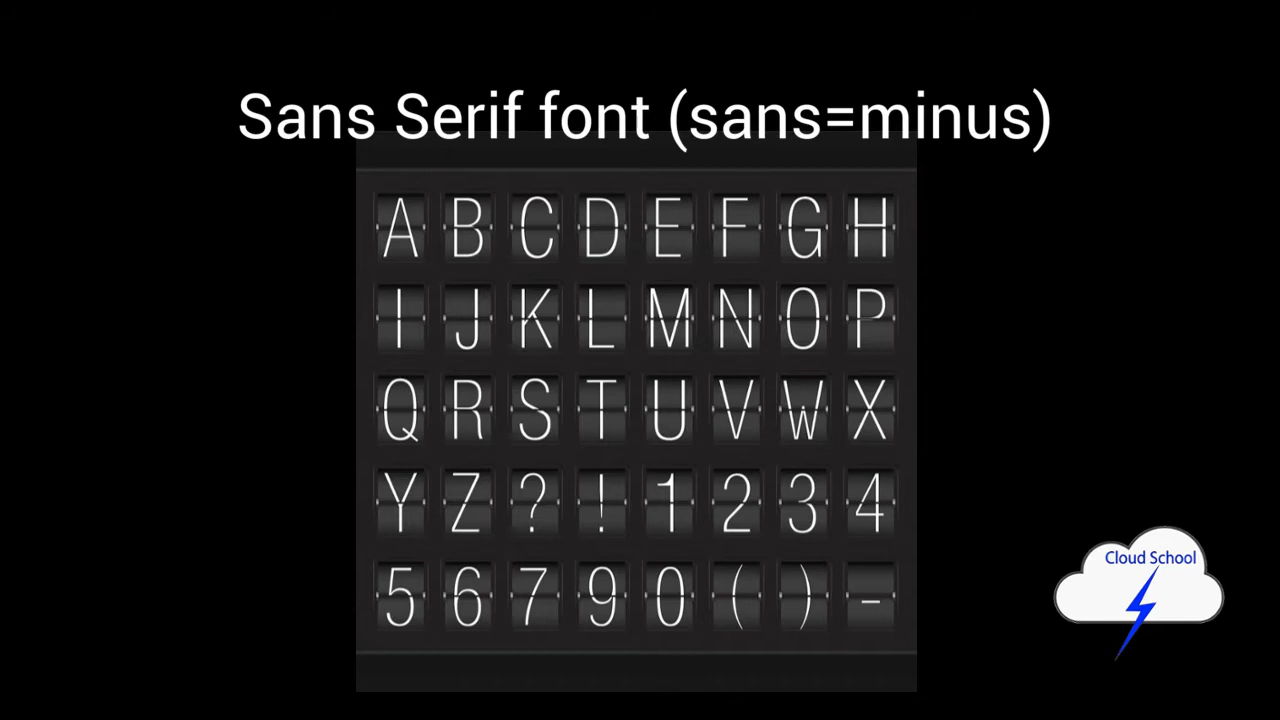 Sans Serif font (sans=minus)
A B C D E F G H
I J K L M N O P
Q R S T U V W X
Y Z ? ! 1 2 3 4
5 6 7 9 0 ( ) -
Cloud School